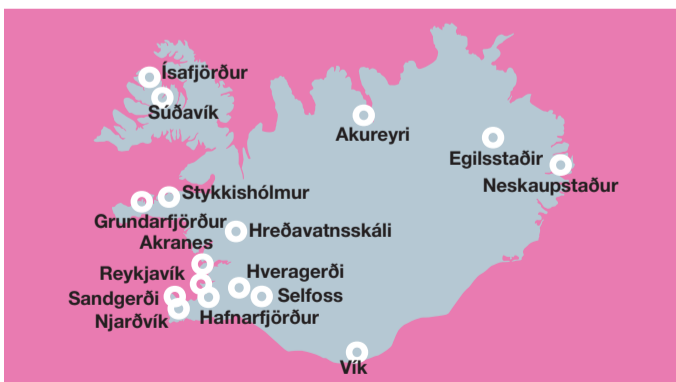 Ísafjörður
Súðavík
Akureyri
Egilsstaðir
Neskaupstaður
Stykkishólmur
Grundarfjörður
Akranes
Hreðavatnsskáli
Reykjavík
Hveragerði
Sandgerði
Selfoss
Njarðvík
Hafnarfjörður
Vík